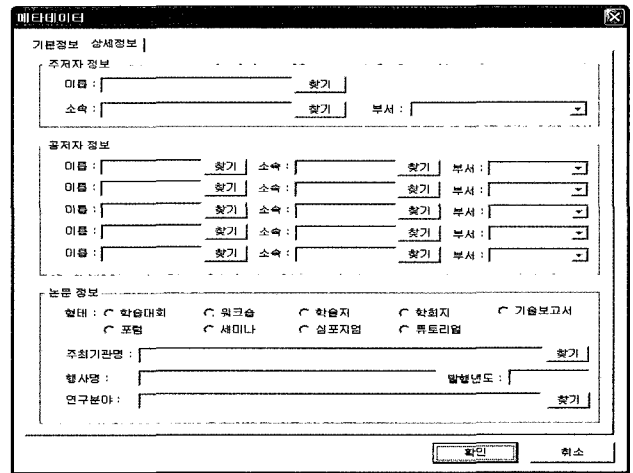 메타데이타
기본정보 상세정보
주저자 정보
이름 : 찾기
소속 : 찾기 부서 :
공저자 정보
이름 : 찾기 소속 : 찾기 부서 :
이름 : 찾기 소속 : 찾기 부서 :
이름 : 찾기 소속 : 찾기 부서 :
이름 : 찾기 소속 : 찾기 부서 :
이름 : 찾기 소속 : 찾기 부서 :
논문 정보
형태 : 학술대회 워크숍 학술지 학회지 기술보고서
포럼 세미나 심포지엄 튜토리얼
주최기관명 : 찾기
행사명 : 발행년도 :
연구분야 : 찾기
확인 취소